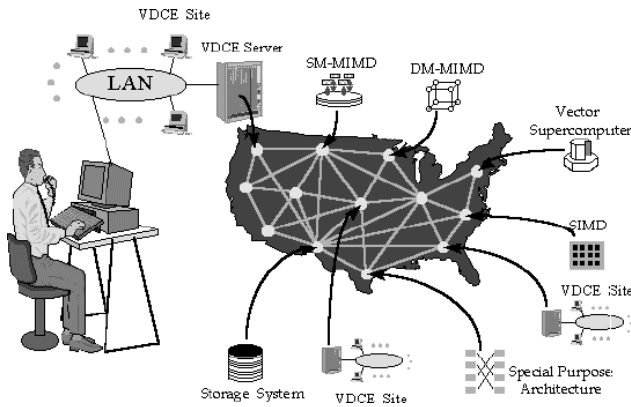 VDCE Site
VDCE Server
LAN
SM-MIMD
DM-MIMD
Vector
Supercomputer
SIMD
VDCE Site
Storage System
VDCE Site
Special Purpose
Architecture